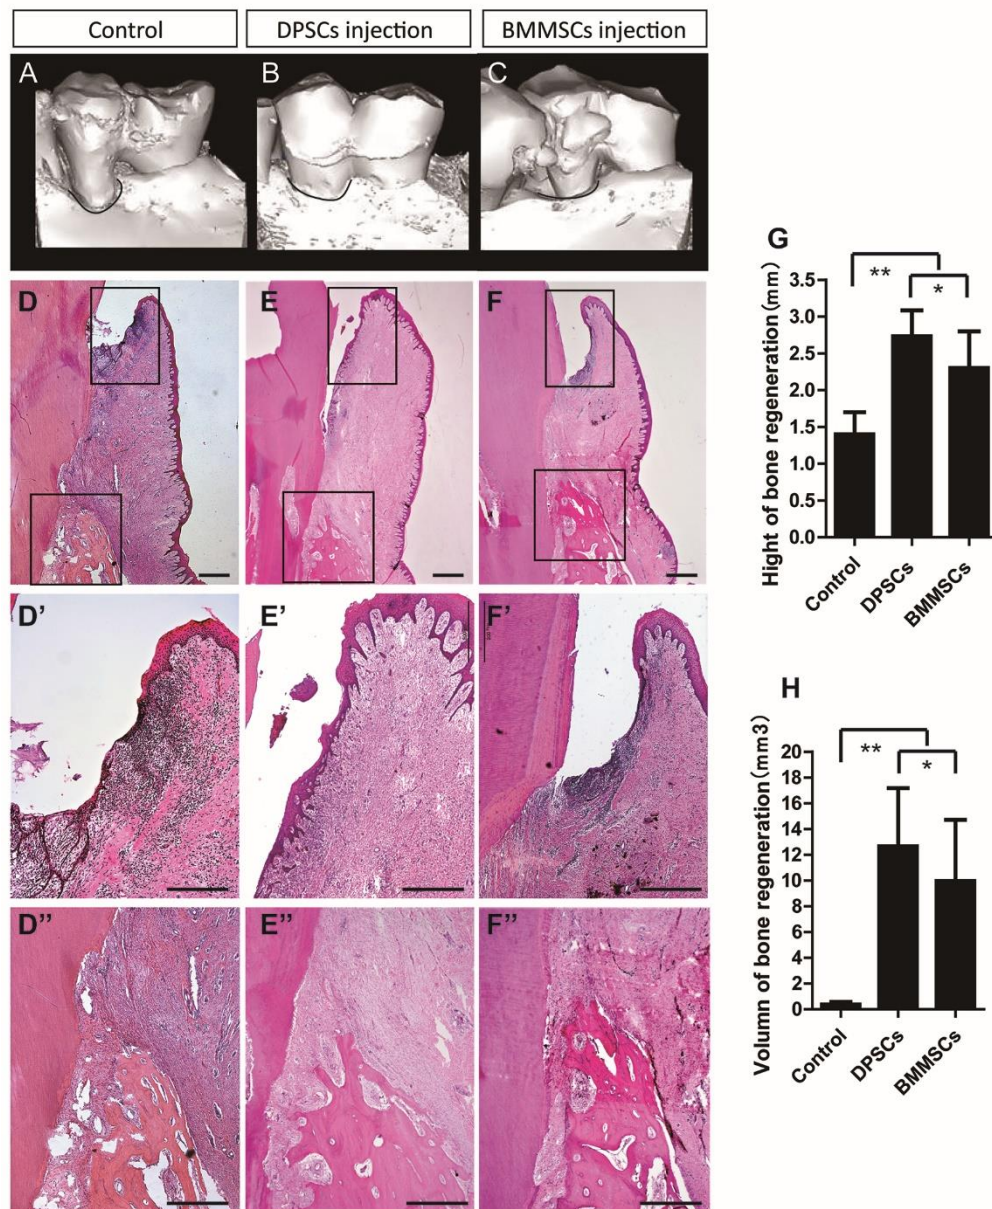 Control
DPSCs injection
BMMSCs injection
A
B
C
D
E
F
D'
E'
F'
D"
E"
F"
G
Hight of bone regeneration(mm)
3.5
3.0
2.5
2.0
1.5
1.0
0.5
0.0
**
*
Control
DPSCs
BMMSCs
H
Volumn of bone regeneration(mm3)
20
18
16
14
12
10
8
6
4
2
0
**
*
Control
DPSCs
BMMSCs